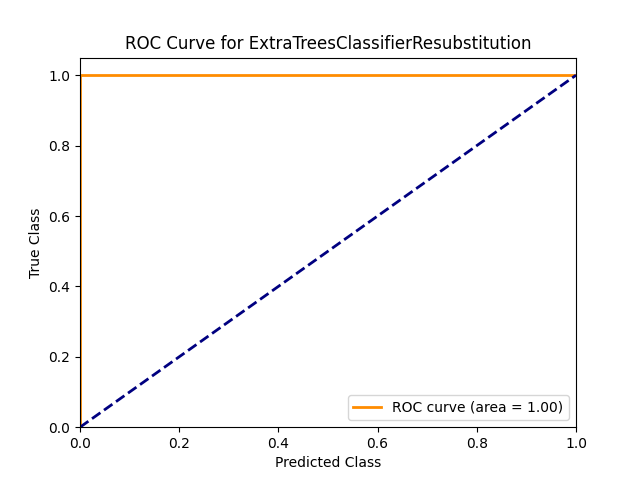 ROC Curve for ExtraTreesClassifierResubstitution
1.0
0.8
0.6
0.4
0.2
0.0
True Class
0.0 0.2 0.4 0.6 0.8 1.0
Predicted Class
ROC curve (area = 1.00)